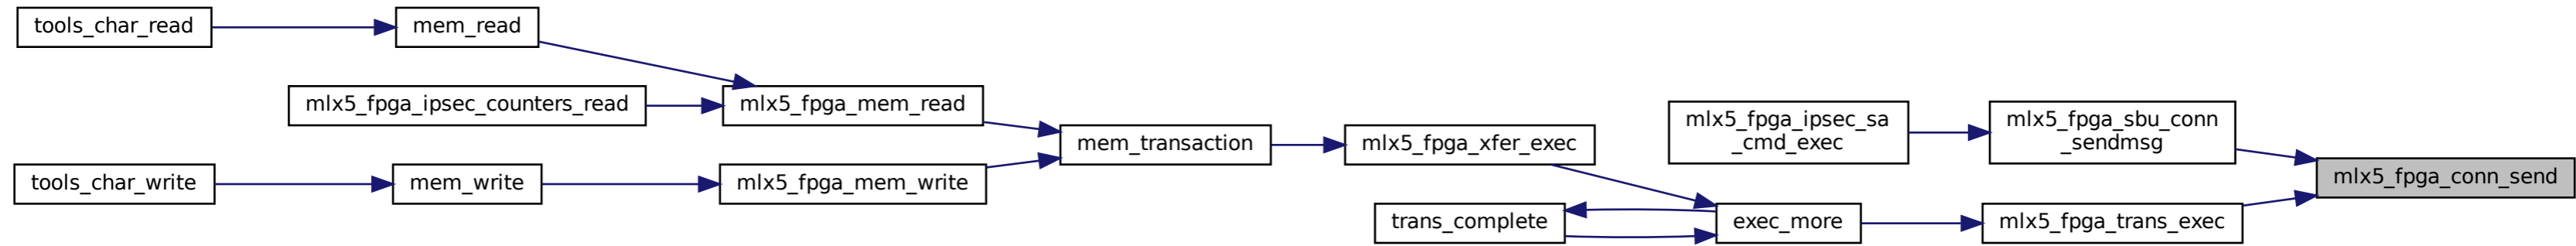 tools_char_read
mem_read
mlx5_fpga_ipsec_counters_read
mlx5_fpga_mem_read
tools_char_write
mem_write
mlx5_fpga_mem_write
mem_transaction
mlx5_fpga_xfer_exec
trans_complete
exec_more
mlx5_fpga_ipsec_sa
_cmd_exec
mlx5_fpga_sbu_conn
_sendmsg
mlx5_fpga_trans_exec
mlx5_fpga_conn_send